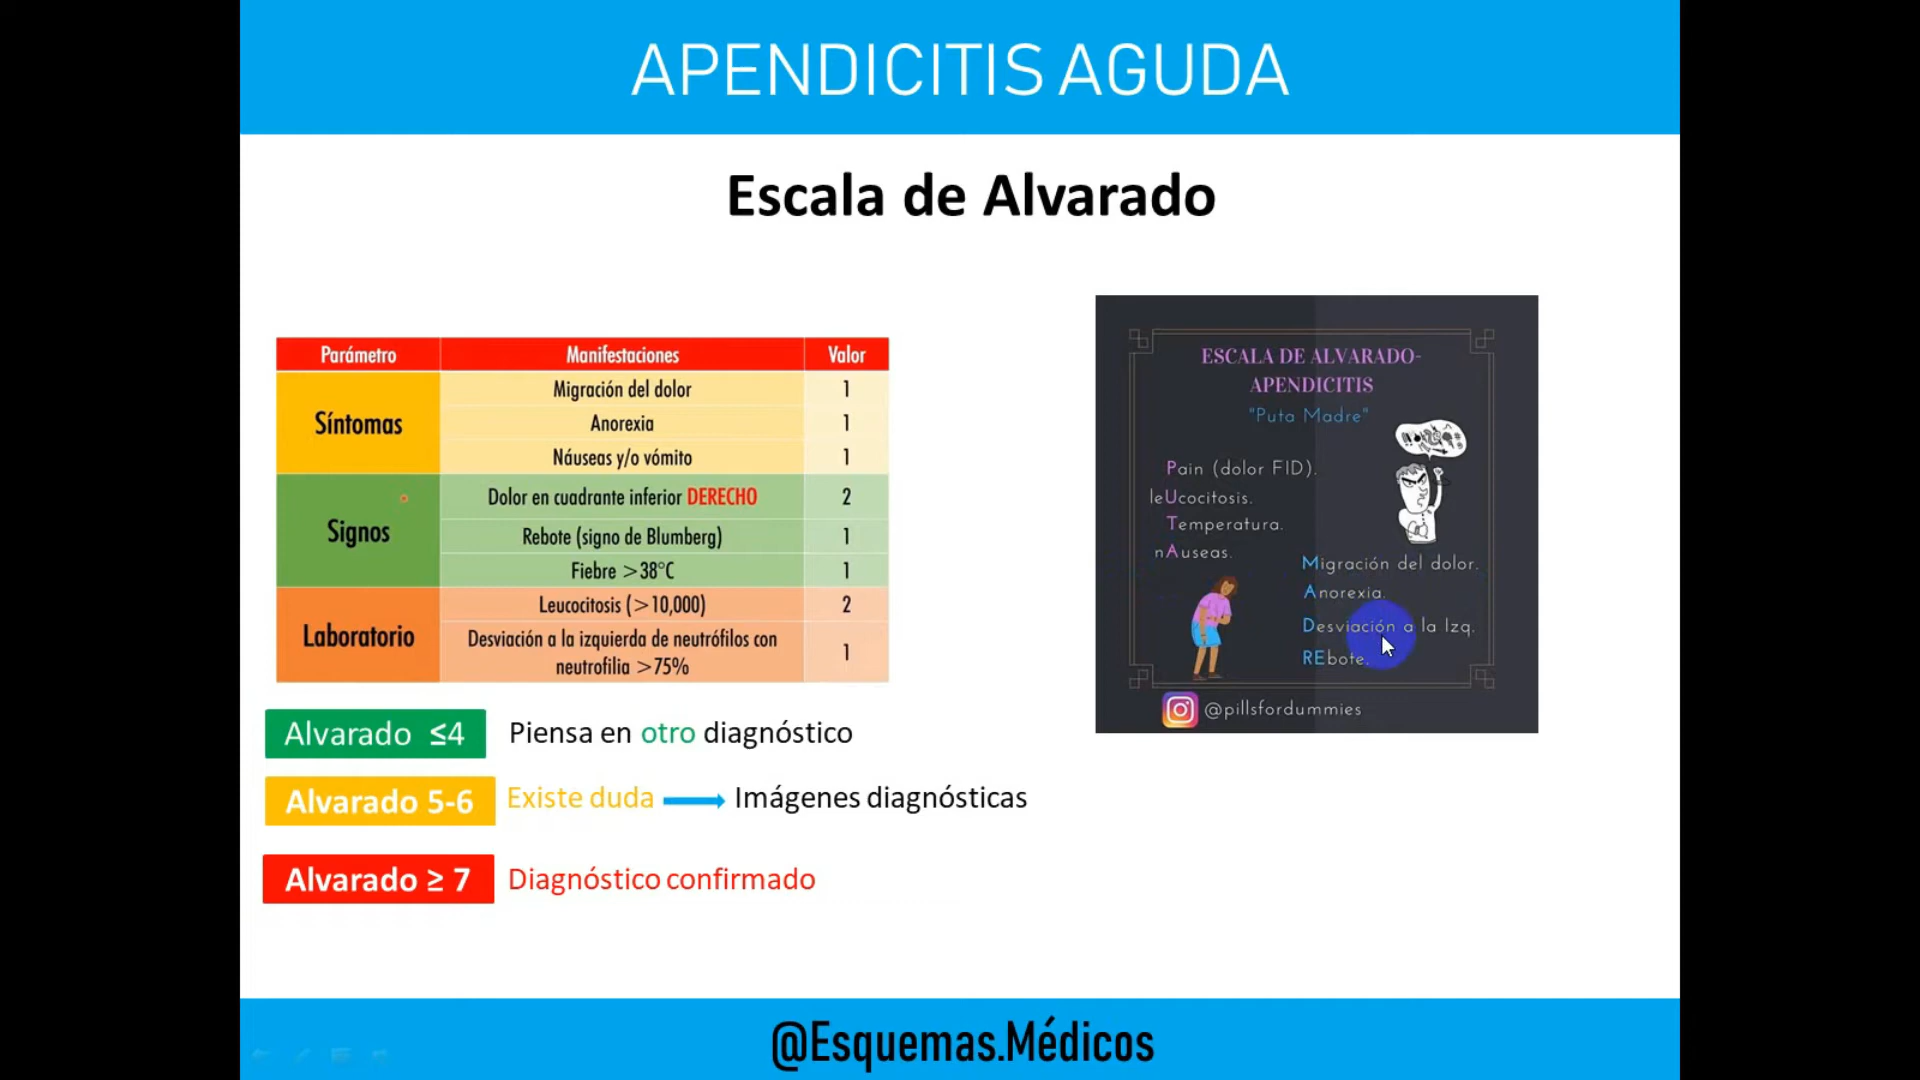 APENDICITIS AGUDA
Escala de Alvarado
Parámetro Manifestaciones Valor
Síntomas
Migración del dolor 1
Anorexia 1
Náuseas y/o vómito 1
Signos
Dolor en cuadrante inferior DERECHO 2
Rebote (signo de Blumberg) 1
Fiebre >38°C 1
Laboratorio
Leucocitosis (>10,000) 2
Desviación a la izquierda de neutrófilos con
neutrofilia >75% 1
Alvarado ≤4 Piensa en otro diagnóstico
Alvarado 5-6 Existe duda Imágenes diagnósticas
Alvarado ≥ 7 Diagnóstico confirmado
ESCALA DE ALVARADO-
APENDICITIS
"Puta Madre"
Pain (dolor FID).
leUcocitosis.
Temperatura.
nAuseas.
Migración del dolor.
Anorexia.
Desviación a la Izq.
REbote.
@pillsfordummies
@Esquemas.Médicos